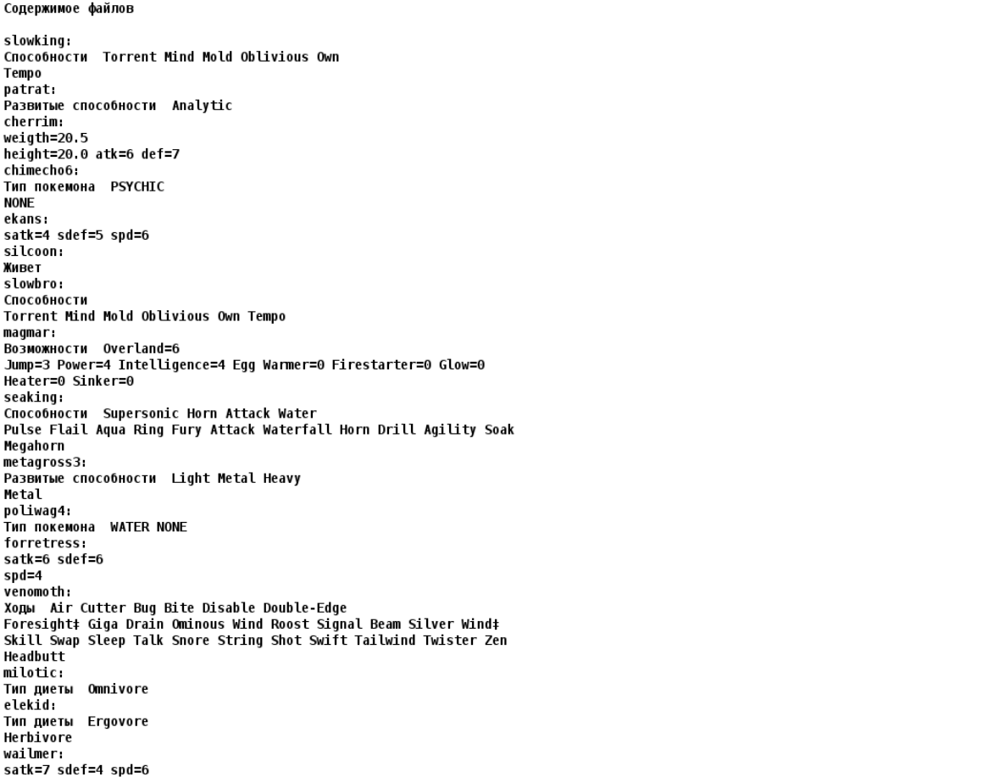 Содержимое файлов
slowking:
Способности  Torrent Mind Mold Oblivious Own
Tempo
patrat:
Развитые способности  Analytic
cherrim:
weigth=20.5
height=20.0 atk=6 def=7
chimecho6:
Тип покемона  PSYCHIC
NONE
ekans:
satk=4 sdef=5 spd=6
silcoon:
Живет
slowbro:
Способности
Torrent Mind Mold Oblivious Own Tempo
magmar:
Возможности  Overland=6
Jump=3 Power=4 Intelligence=4 Egg Warmer=0 Firestarter=0 Glow=0
Heater=0 Sinker=0
seaking:
Способности  Supersonic Horn Attack Water
Pulse Flail Aqua Ring Fury Attack Waterfall Horn Drill Agility Soak
Megahorn
metagross3:
Развитые способности  Light Metal Heavy
Metal
poliwag4:
Тип покемона  WATER NONE
forretress:
satk=6 sdef=6
spd=4
venomoth:
Ходы  Air Cutter Bug Bite Disable Double-Edge
Foresight‡ Giga Drain Ominous Wind Roost Signal Beam Silver Wind‡
Skill Swap Sleep Talk Snore String Shot Swift Tailwind Twister Zen
Headbutt
milotic:
Тип диеты  Omnivore
elekid:
Тип диеты  Ergovore
Herbivore
wailmer:
satk=7 sdef=4 spd=6